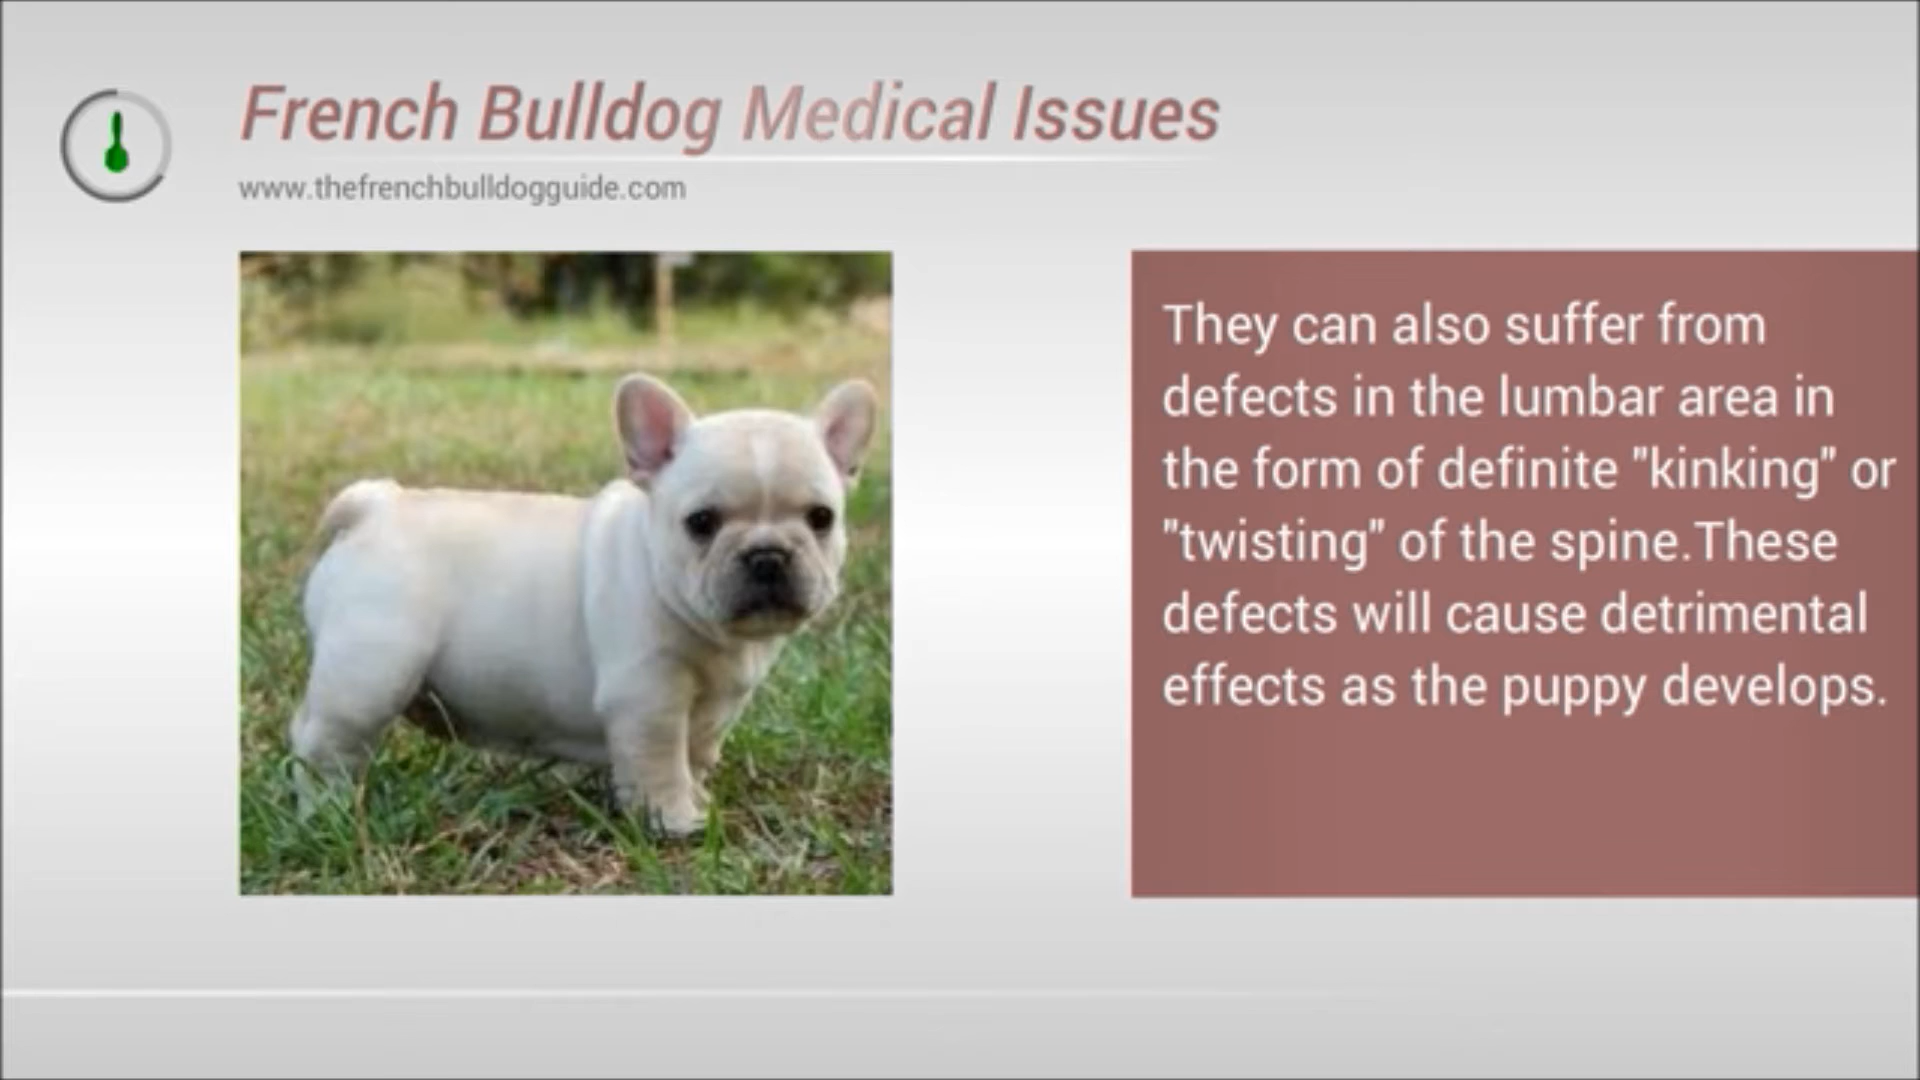 French Bulldog Medical Issues
www.thefrenchbulldogguide.com
They can also suffer from
defects in the lumbar area in
the form of definite "kinking" or
"twisting" of the spine.These
defects will cause detrimental
effects as the puppy develops.